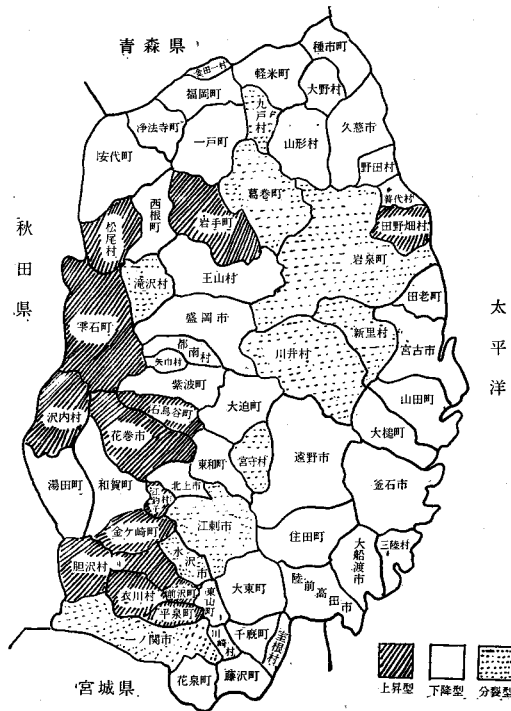 青森県
種市町
金田一村
軽米町
大野村
福岡町
九戸村
浄法寺町
一戸町
山形村
久慈市
安代町
野田村
葛巻町
普代村
西根町
岩手町
田野畑村
松尾村
秋田県
岩泉町
滝沢村
玉山村
田老町
雫石町
盛岡市
新里村
太平洋
都南村
川井村
宮古市
矢巾村
紫波町
沢内村
石鳥谷町
大迫町
山田町
花巻市
大槌町
東和町
宮守村
遠野市
湯田町
和賀町
北上市
釜石市
江釣子村
江刺市
金ケ崎町
住田町
水沢市
大船渡市
三陸村
胆沢村
前沢町
衣川村
東山町
大東町
陸前高田市
平泉町
一関市
川崎村
千厩町
室根村
宮城県
花泉町
藤沢町
上昇型
下降型
分裂型